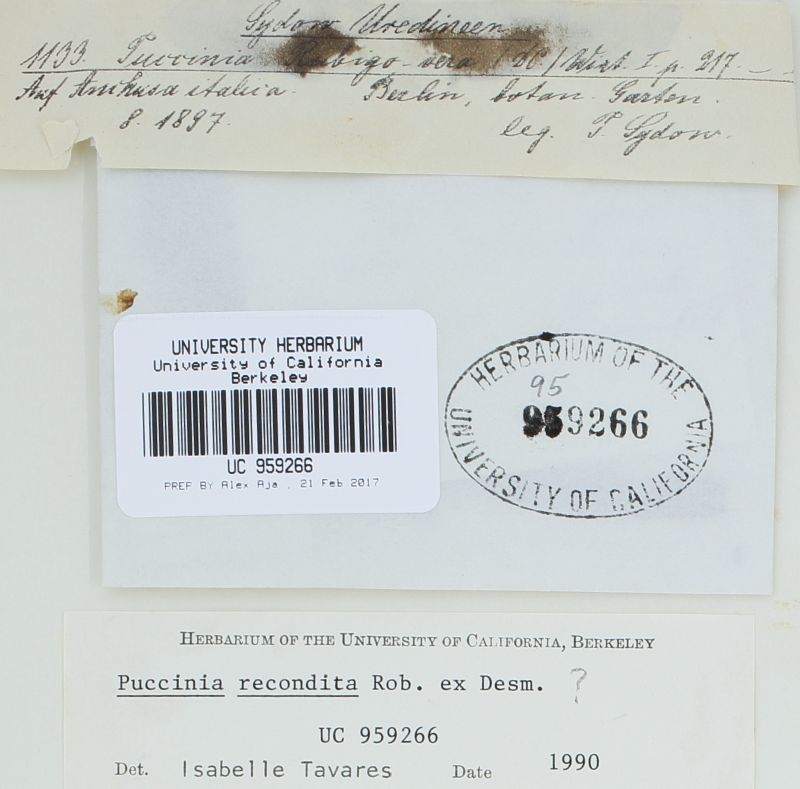 Sydow Uredineen
1133. Puccinia Rubigo-vera (DC) Wint. I p. 217. —
Auf Anchusa italica. Berlin, botan. Garten.
8. 1897. leg. P. Sydow.
UNIVERSITY HERBARIUM
University of California
Berkeley
UC 959266
PREP BY Alex Aja , 21 Feb 2017
HERBARIUM OF THE
95
959266
UNIVERSITY OF CALIFORNIA
HERBARIUM OF THE UNIVERSITY OF CALIFORNIA, BERKELEY
Puccinia recondita Rob. ex Desm. ?
UC 959266
Det. Isabelle Tavares Date 1990